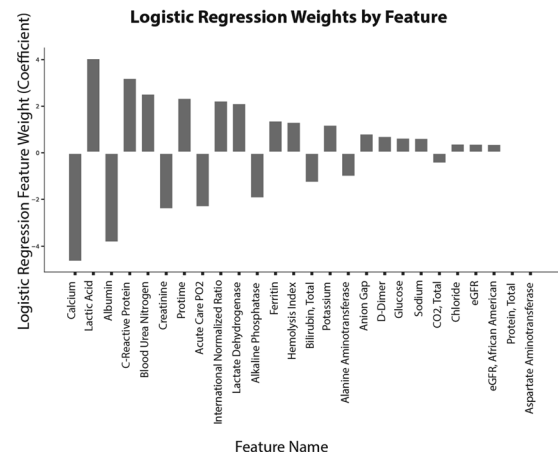 Logistic Regression Weights by Feature
Logistic Regression Feature Weight (Coefficient)
4
2
0
−2
−4
Calcium
Lactic Acid
Albumin
C-Reactive Protein
Blood Urea Nitrogen
Creatinine
Protime
Acute Care PO2
International Normalized Ratio
Lactate Dehydrogenase
Alkaline Phosphatase
Ferritin
Hemolysis Index
Bilirubin, Total
Potassium
Alanine Aminotransferase
Anion Gap
D-Dimer
Glucose
Sodium
CO2, Total
Chloride
eGFR
eGFR, African American
Protein, Total
Aspartate Aminotransferase
Feature Name